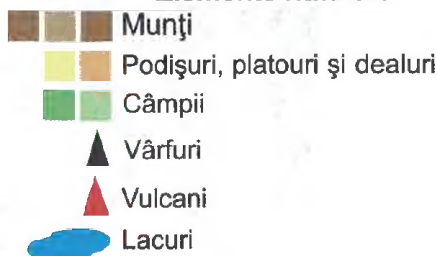 Munţi
Podişuri, platouri şi dealuri
Câmpii
Vârfuri
Vulcani
Lacuri